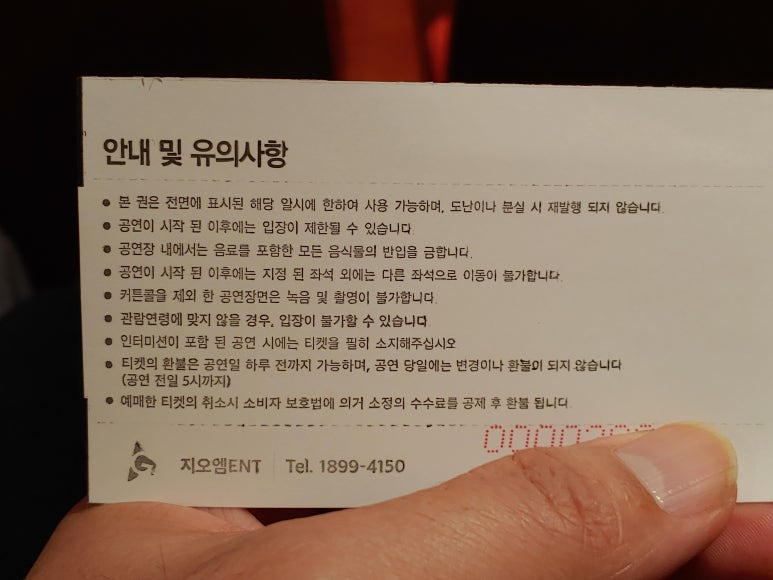 안내 및 유의사항
• 본 권은 전면에 표시된 해당 일시에 한하여 사용 가능하며, 도난이나 분실 시 재발행 되지 않습니다.
• 공연이 시작 된 이후에는 입장이 제한될 수 있습니다.
• 공연장 내에서는 음료를 포함한 모든 음식물의 반입을 금합니다.
• 공연이 시작 된 이후에는 지정 된 좌석 외에는 다른 좌석으로 이동이 불가합니다.
• 커튼콜을 제외 한 공연장면은 녹음 및 촬영이 불가합니다.
• 관람연령에 맞지 않을 경우, 입장이 불가할 수 있습니다
• 인터미션이 포함 된 공연 시에는 티켓을 필히 소지해주십시오
• 티켓의 환불은 공연일 하루 전까지 가능하며, 공연 당일에는 변경이나 환불이 되지 않습니다
(공연 전일 5시까지)
• 예매한 티켓의 취소시 소비자 보호법에 의거 소정의 수수료를 공제 후 환불 됩니다.
지오엠ENT | Tel. 1899-4150